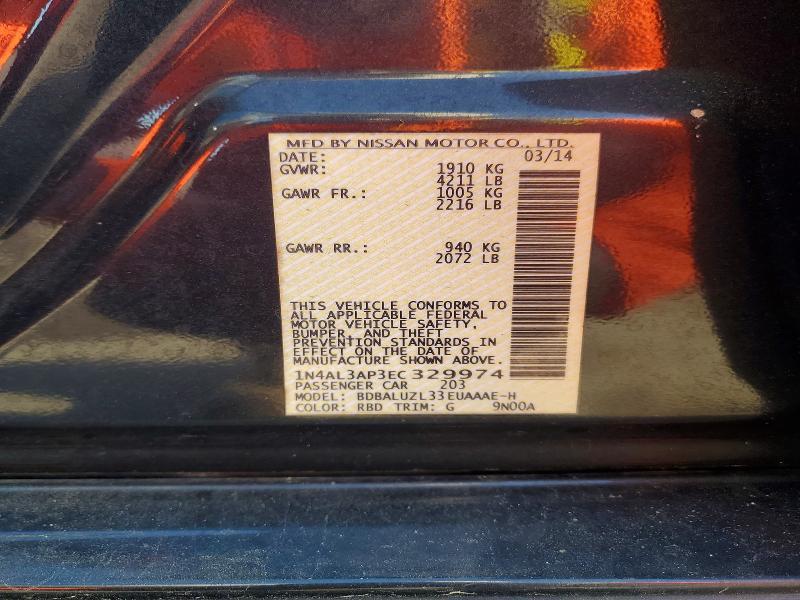 MFD BY NISSAN MOTOR CO., LTD.
DATE: 03/14
GVWR: 1910 KG
4211 LB
GAWR FR.: 1005 KG
2216 LB
GAWR RR.: 940 KG
2072 LB
THIS VEHICLE CONFORMS TO
ALL APPLICABLE FEDERAL
MOTOR VEHICLE SAFETY,
BUMPER, AND THEFT
PREVENTION STANDARDS IN
EFFECT ON THE DATE OF
MANUFACTURE SHOWN ABOVE.
1N4AL3AP3EC 329974
PASSENGER CAR 203
MODEL: BDBALUZL33EUAAAE-H
COLOR: RBD TRIM: G 9N00A